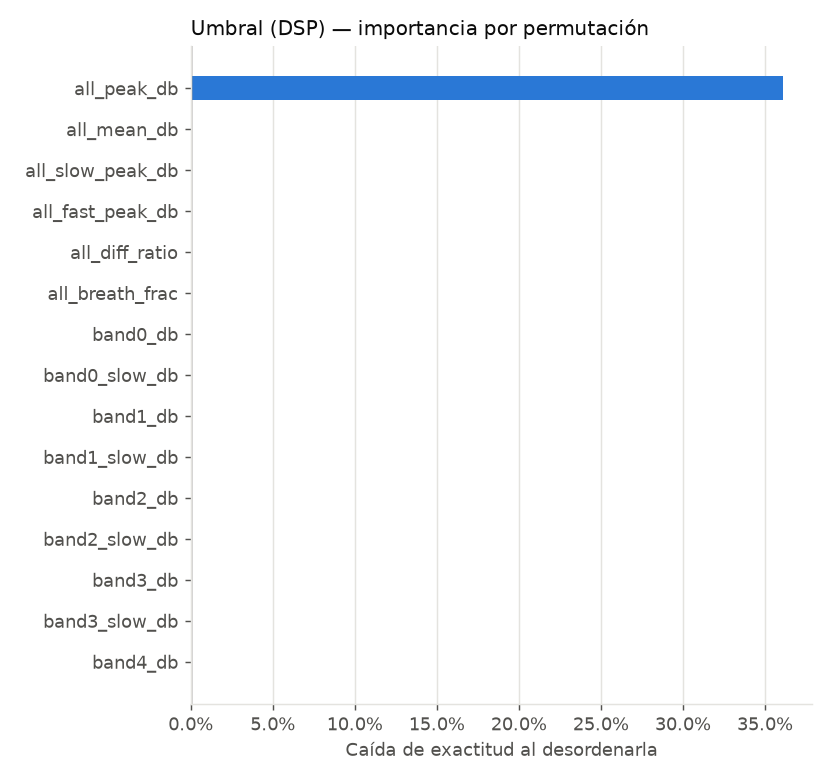 Umbral (DSP) — importancia por permutación
all_peak_db
all_mean_db
all_slow_peak_db
all_fast_peak_db
all_diff_ratio
all_breath_frac
band0_db
band0_slow_db
band1_db
band1_slow_db
band2_db
band2_slow_db
band3_db
band3_slow_db
band4_db
0.0% 5.0% 10.0% 15.0% 20.0% 25.0% 30.0% 35.0%
Caída de exactitud al desordenarla